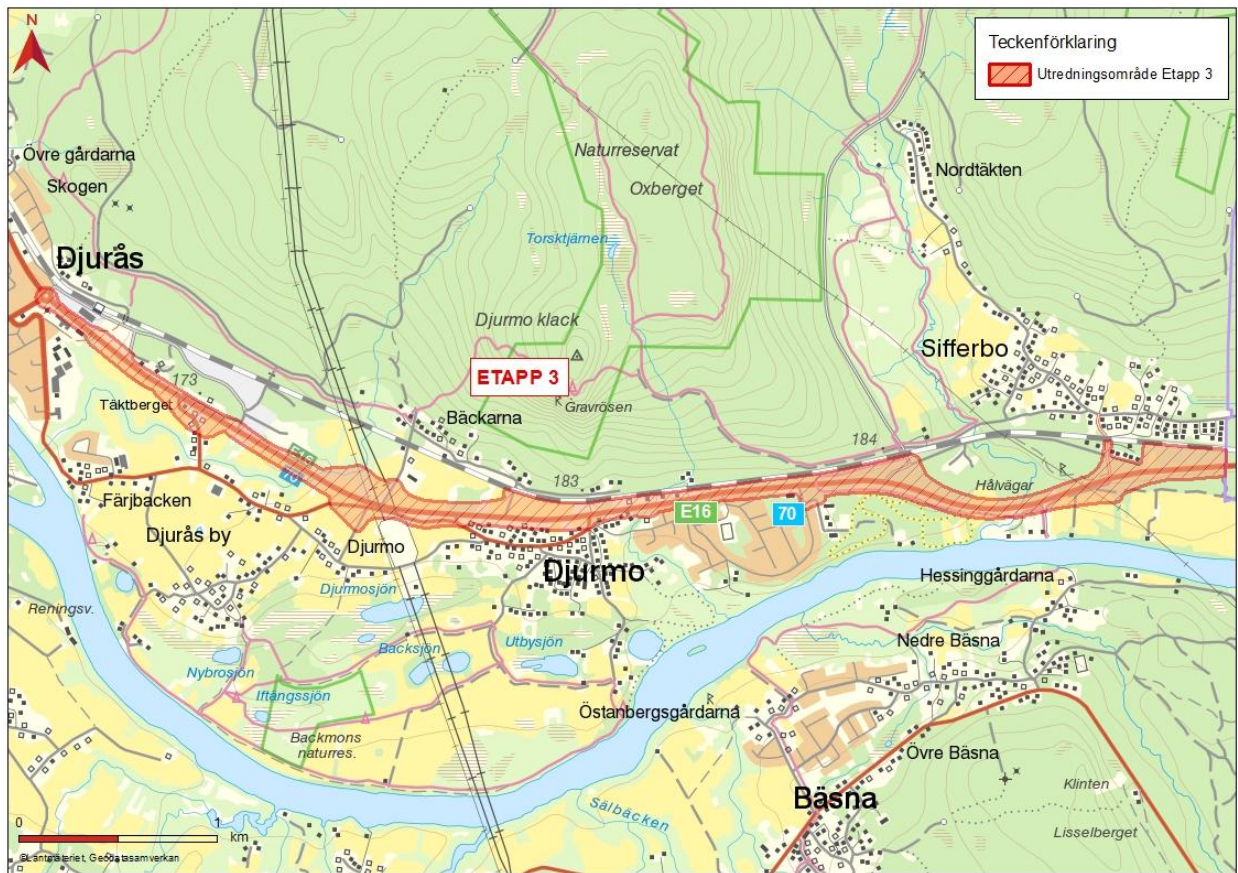 N
Teckenförklaring
Utredningsområde Etapp 3
Övre gårdarna
Skogen
Djurås
Naturreservat
Oxberget
Nordtäkten
Torsktjärnen
Djurmo klack
ETAPP 3
Gravrösen
Sifferbo
173
Täktberget
Bäckarna
184
E16
70
183
Hålvägar
E16
70
Färjbacken
Djurås by
Djurmo
Djurmo
Hessinggårdarna
Djurmosjön
Reningsv.
Backsjön
Utbysjön
Nedre Bäsna
Nybrosjön
Iftångssjön
Östanbergsgårdarna
Backmons
naturres.
Övre Bäsna
Klinten
Bäsna
Sälbäcken
Lisselberget
0 1
km
©Lantmäteriet, Geodatasamverkan